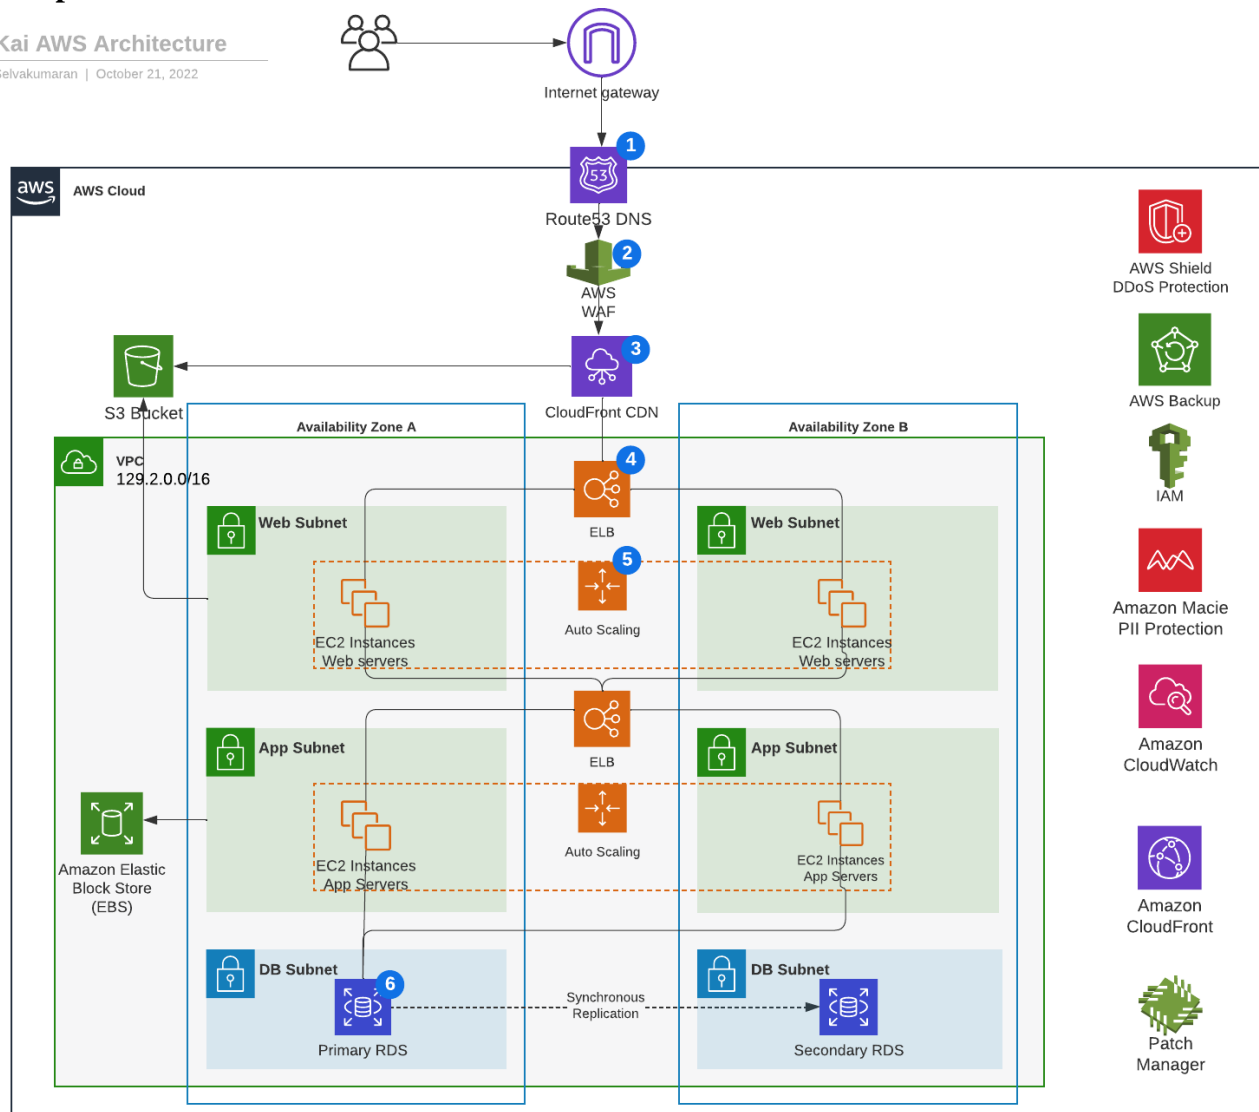 Kai AWS Architecture
Selvakumaran | October 21, 2022
Internet gateway
1
53
Route53 DNS
aws
AWS Cloud
2
AWS
WAF
3
CloudFront CDN
S3 Bucket
AWS Shield
DDoS Protection
AWS Backup
IAM
Amazon Macie
PII Protection
Amazon
CloudWatch
Amazon
CloudFront
Patch
Manager
Availability Zone A
Availability Zone B
VPC
129.2.0.0/16
4
ELB
Web Subnet
Web Subnet
5
Auto Scaling
EC2 Instances
Web servers
EC2 Instances
Web servers
ELB
App Subnet
App Subnet
Auto Scaling
EC2 Instances
App Servers
EC2 Instances
App Servers
Amazon Elastic
Block Store
(EBS)
DB Subnet
DB Subnet
6
Synchronous
Replication
Primary RDS
Secondary RDS